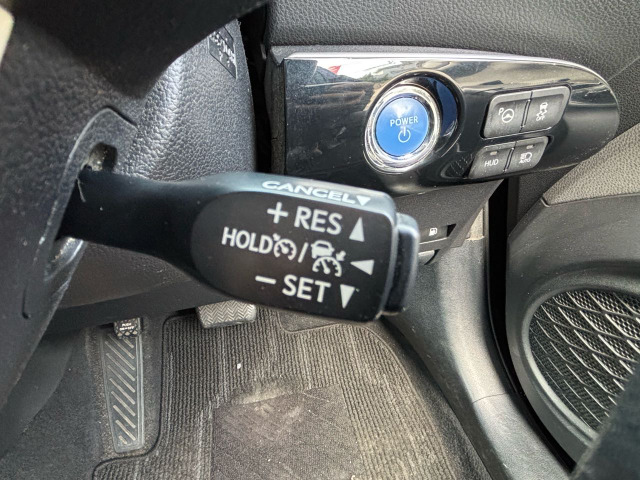 CANCEL
+ RES
HOLD /
− SET
POWER
P
HUD